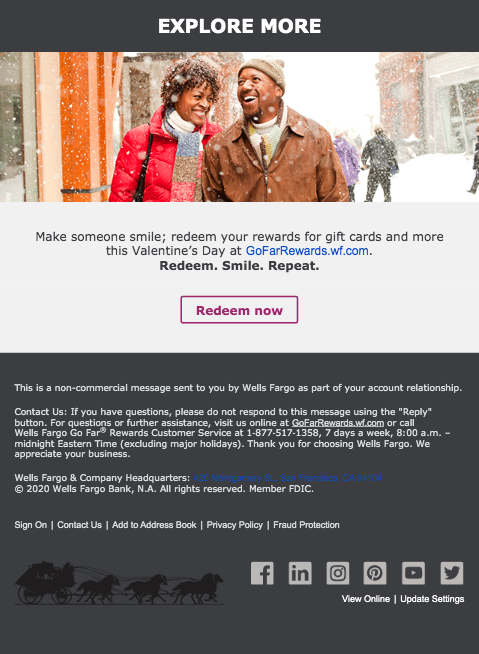 EXPLORE MORE
Make someone smile; redeem your rewards for gift cards and more
this Valentine's Day at GoFarRewards.wf.com.
Redeem. Smile. Repeat.
Redeem now
This is a non-commercial message sent to you by Wells Fargo as part of your account relationship.
Contact Us: If you have questions, please do not respond to this message using the "Reply"
button. For questions or further assistance, visit us online at GoFarRewards.wf.com or call
Wells Fargo Go Far® Rewards Customer Service at 1-877-517-1358, 7 days a week, 8:00 a.m. –
midnight Eastern Time (excluding major holidays). Thank you for choosing Wells Fargo. We
appreciate your business.
Wells Fargo & Company Headquarters: 420 Montgomery St., San Francisco, CA 94104
© 2020 Wells Fargo Bank, N.A. All rights reserved. Member FDIC.
Sign On | Contact Us | Add to Address Book | Privacy Policy | Fraud Protection
View Online | Update Settings